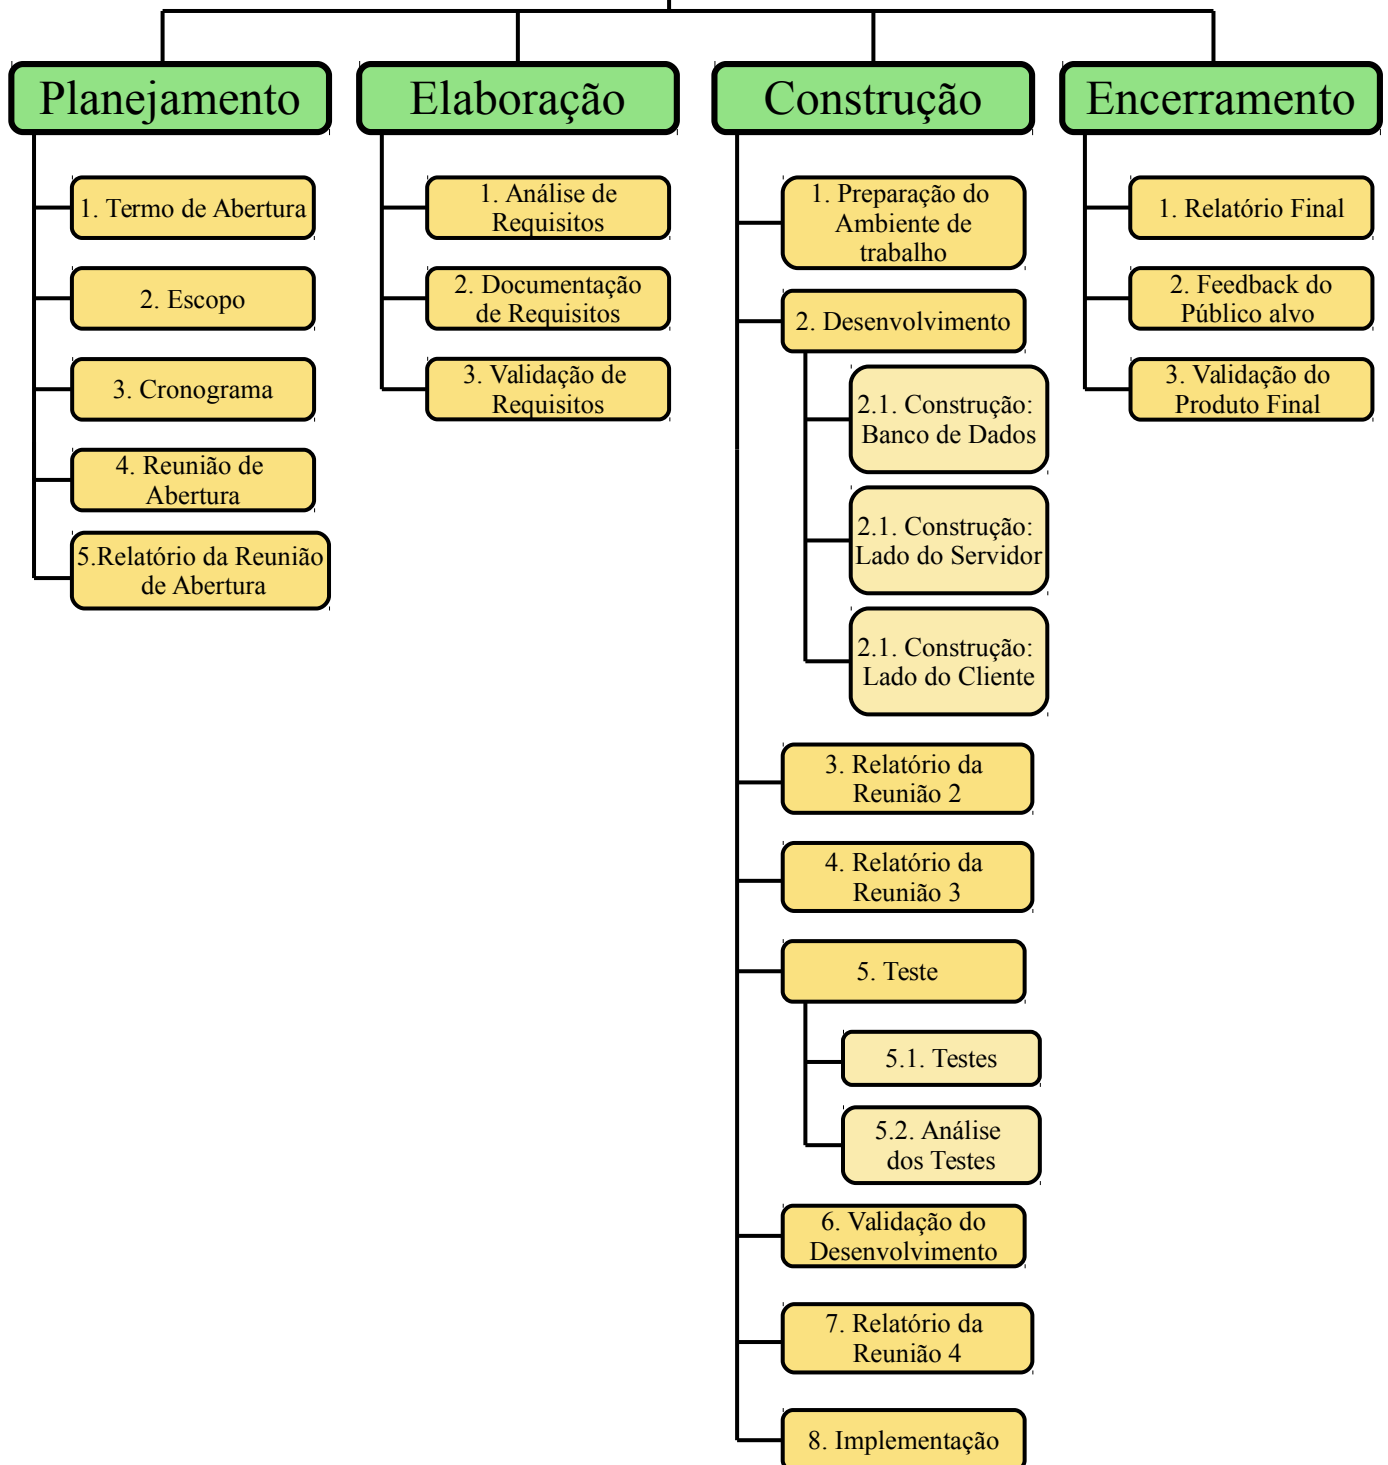 Planejamento
1. Termo de Abertura
2. Escopo
3. Cronograma
4. Reunião de
Abertura
5.Relatório da Reunião
de Abertura
Elaboração
1. Análise de
Requisitos
2. Documentação
de Requisitos
3. Validação de
Requisitos
Construção
1. Preparação do
Ambiente de
trabalho
2. Desenvolvimento
2.1. Construção:
Banco de Dados
2.1. Construção:
Lado do Servidor
2.1. Construção:
Lado do Cliente
3. Relatório da
Reunião 2
4. Relatório da
Reunião 3
5. Teste
5.1. Testes
5.2. Análise
dos Testes
6. Validação do
Desenvolvimento
7. Relatório da
Reunião 4
8. Implementação
Encerramento
1. Relatório Final
2. Feedback do
Público alvo
3. Validação do
Produto Final